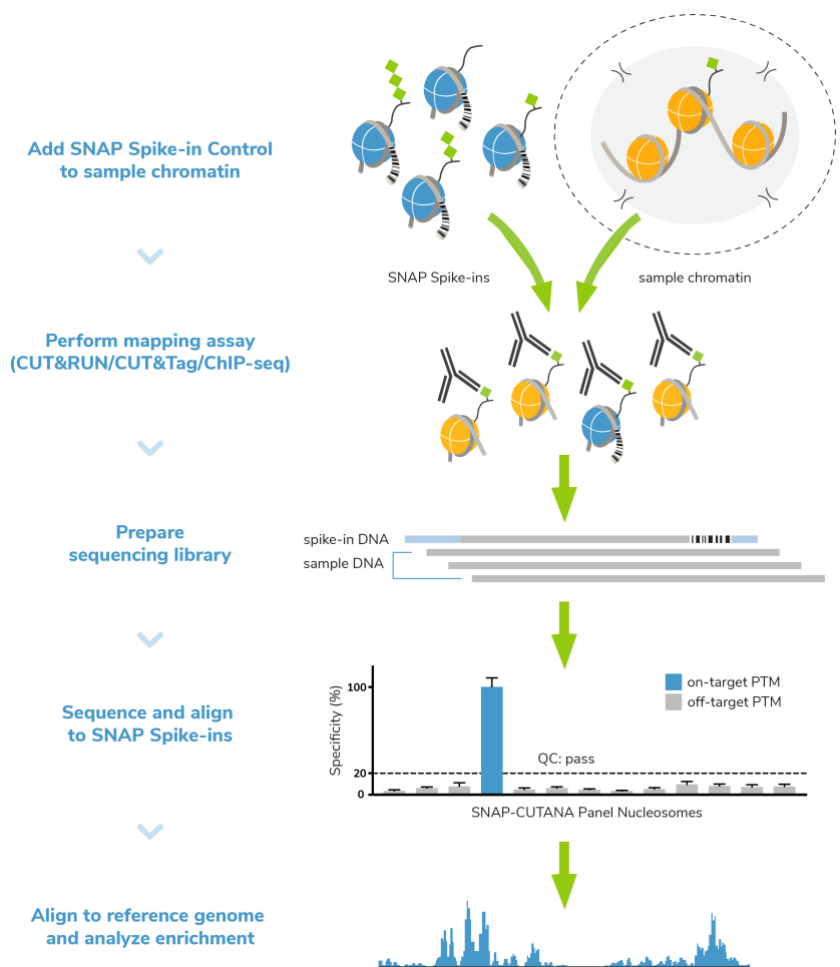 Add SNAP Spike-in Control
to sample chromatin
SNAP Spike-ins
sample chromatin
Perform mapping assay
(CUT&RUN/CUT&Tag/ChIP-seq)
Prepare
sequencing library
spike-in DNA
sample DNA
Sequence and align
to SNAP Spike-ins
Specificity (%)
100
20
0
on-target PTM
off-target PTM
QC: pass
SNAP-CUTANA Panel Nucleosomes
Align to reference genome
and analyze enrichment